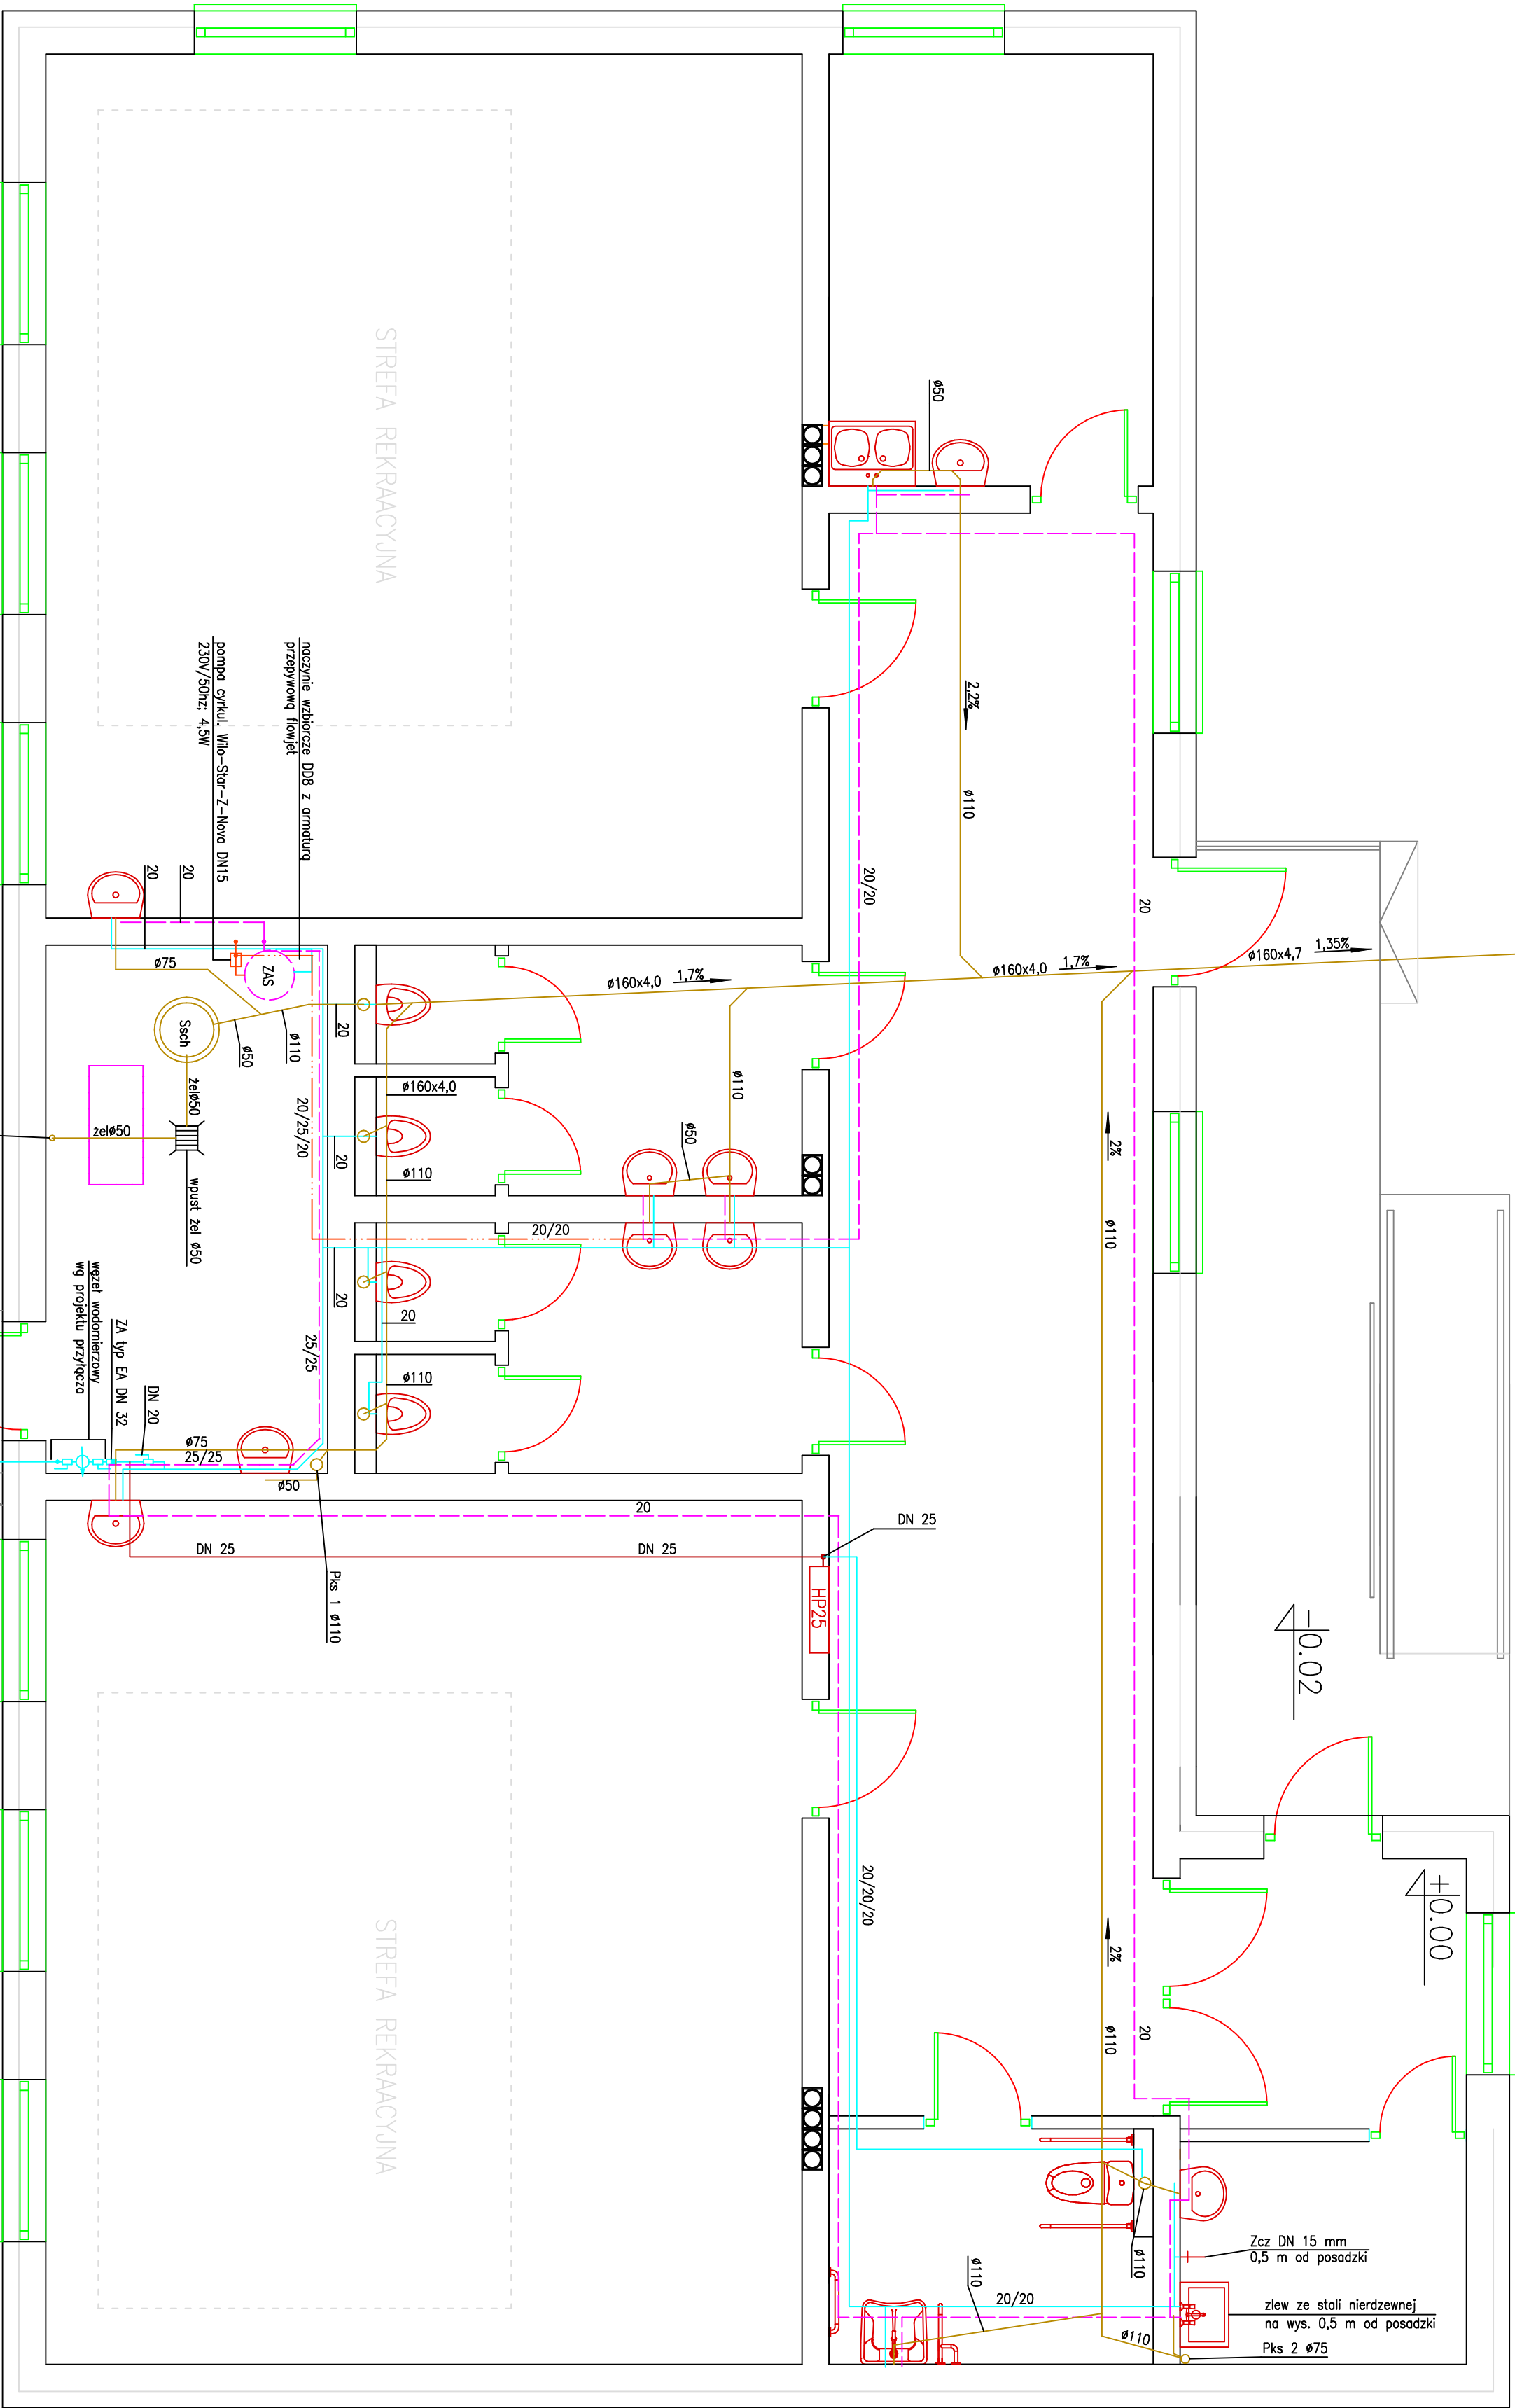 STREFA REKRAACYJNA
ø50
2,2%
ø110
20/20
20
naczynie wzbiorcze DD8 z armaturą
przepywową flowjet
pompa cyrkul. Wilo-Star-Z-Nova DN15
230V/50hz; 4,5W
20
20
ø75
ZAS
Ssch
ø50
ø110
żelø50
żelø50
wpust żel ø50
20/25/20
20
20
20
ø160x4,0
1,7%
ø160x4,0
1,7%
ø160x4,7
1,35%
ø160x4,0
ø110
ø110
ø50
20/20
20
ø110
25/25
węzeł wodomierzowy
wg projektu przyłącza
ZA typ EA DN 32
DN 20
ø75
25/25
ø50
Pks 1 ø110
20
DN 25
DN 25
DN 25
HP25
2%
ø110
-0.02
+0.00
20/20/20
2%
ø110
20
STREFA REKRAACYJNA
ø110
ø110
20/20
ø110
Zcz DN 15 mm
0,5 m od posadzki
zlew ze stali nierdzewnej
na wys. 0,5 m od posadzki
Pks 2 ø75